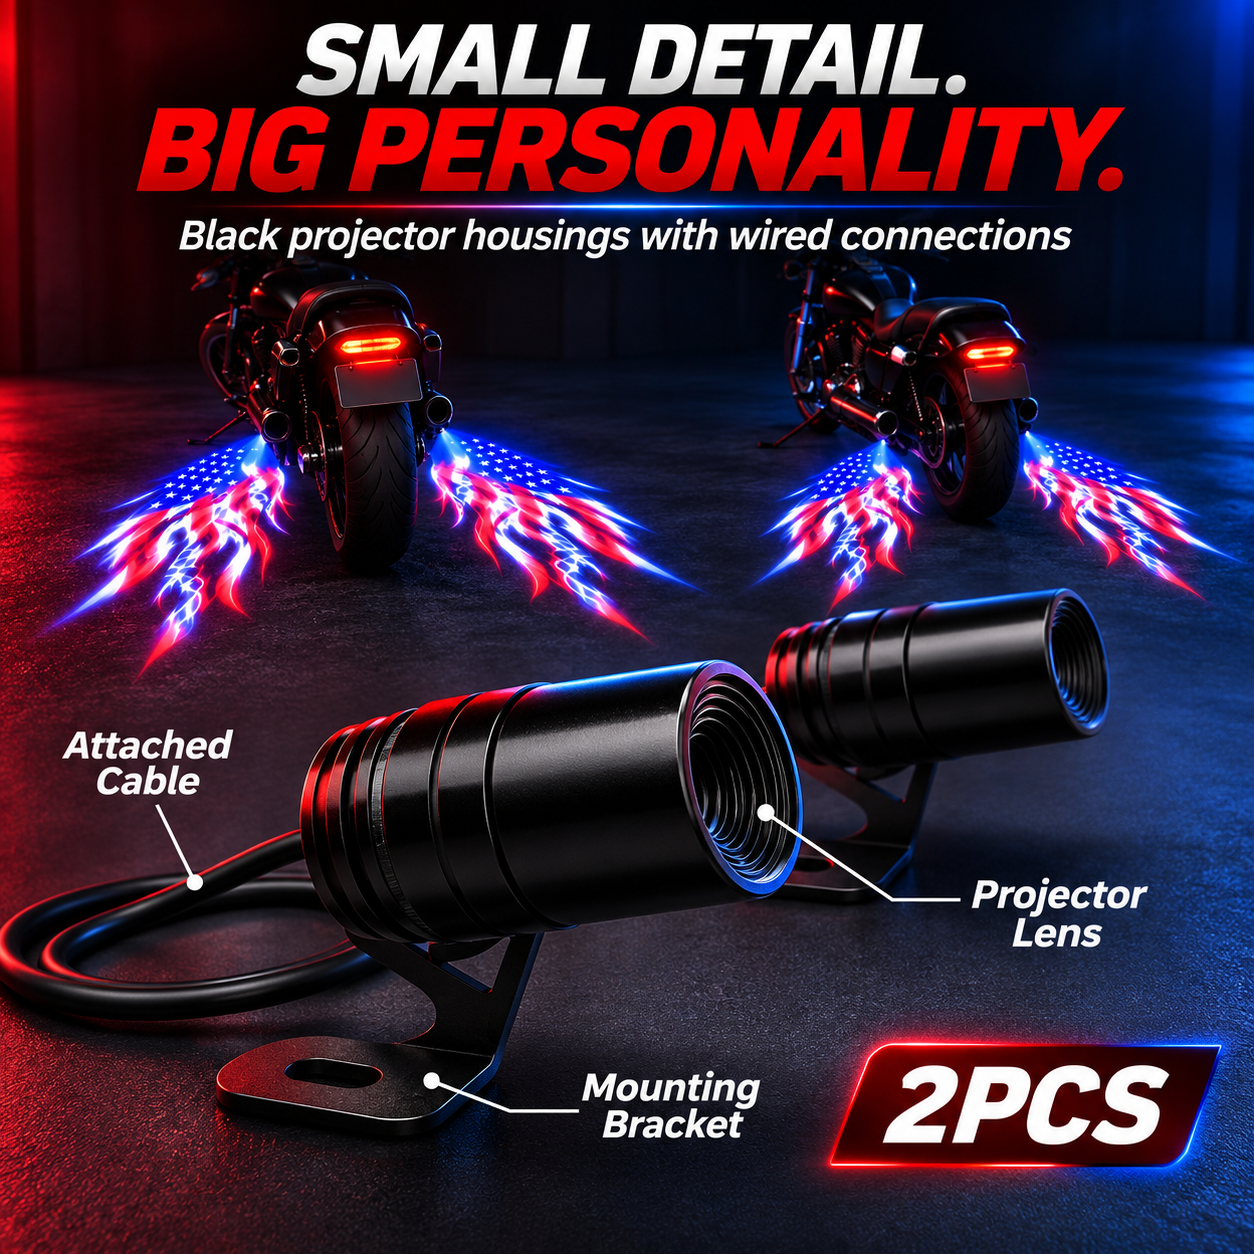 SMALL DETAIL.
BIG PERSONALITY.
Black projector housings with wired connections
Attached
Cable
Projector
Lens
Mounting
Bracket
2PCS